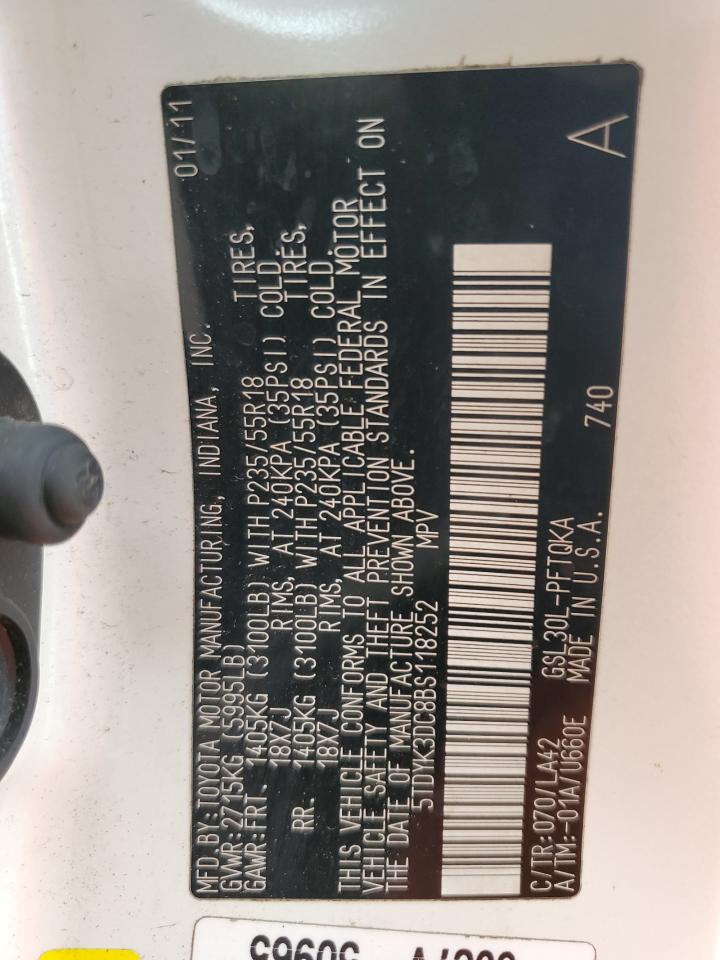 01/11
MFD.BY:TOYOTA MOTOR MANUFACTURING, INDIANA, INC.
GVWR:2715KG (5995LB)
GAWR:FRT. 1405KG (3100LB) WITH P235/55R18 TIRES,
18X7J RIMS, AT 240KPA (35PSI) COLD.
RR. 1405KG (3100LB) WITH P235/55R18 TIRES,
18X7J RIMS, AT 240KPA (35PSI) COLD.
THIS VEHICLE CONFORMS TO ALL APPLICABLE FEDERAL MOTOR
VEHICLE SAFETY AND THEFT PREVENTION STANDARDS IN EFFECT ON
THE DATE OF MANUFACTURE SHOWN ABOVE.
5TDYK3DC8BS118252 MPV
C/TR:070/LA42 GSL30L-PFTQKA
A/TM:-01A/U660E MADE IN U.S.A. 740 A